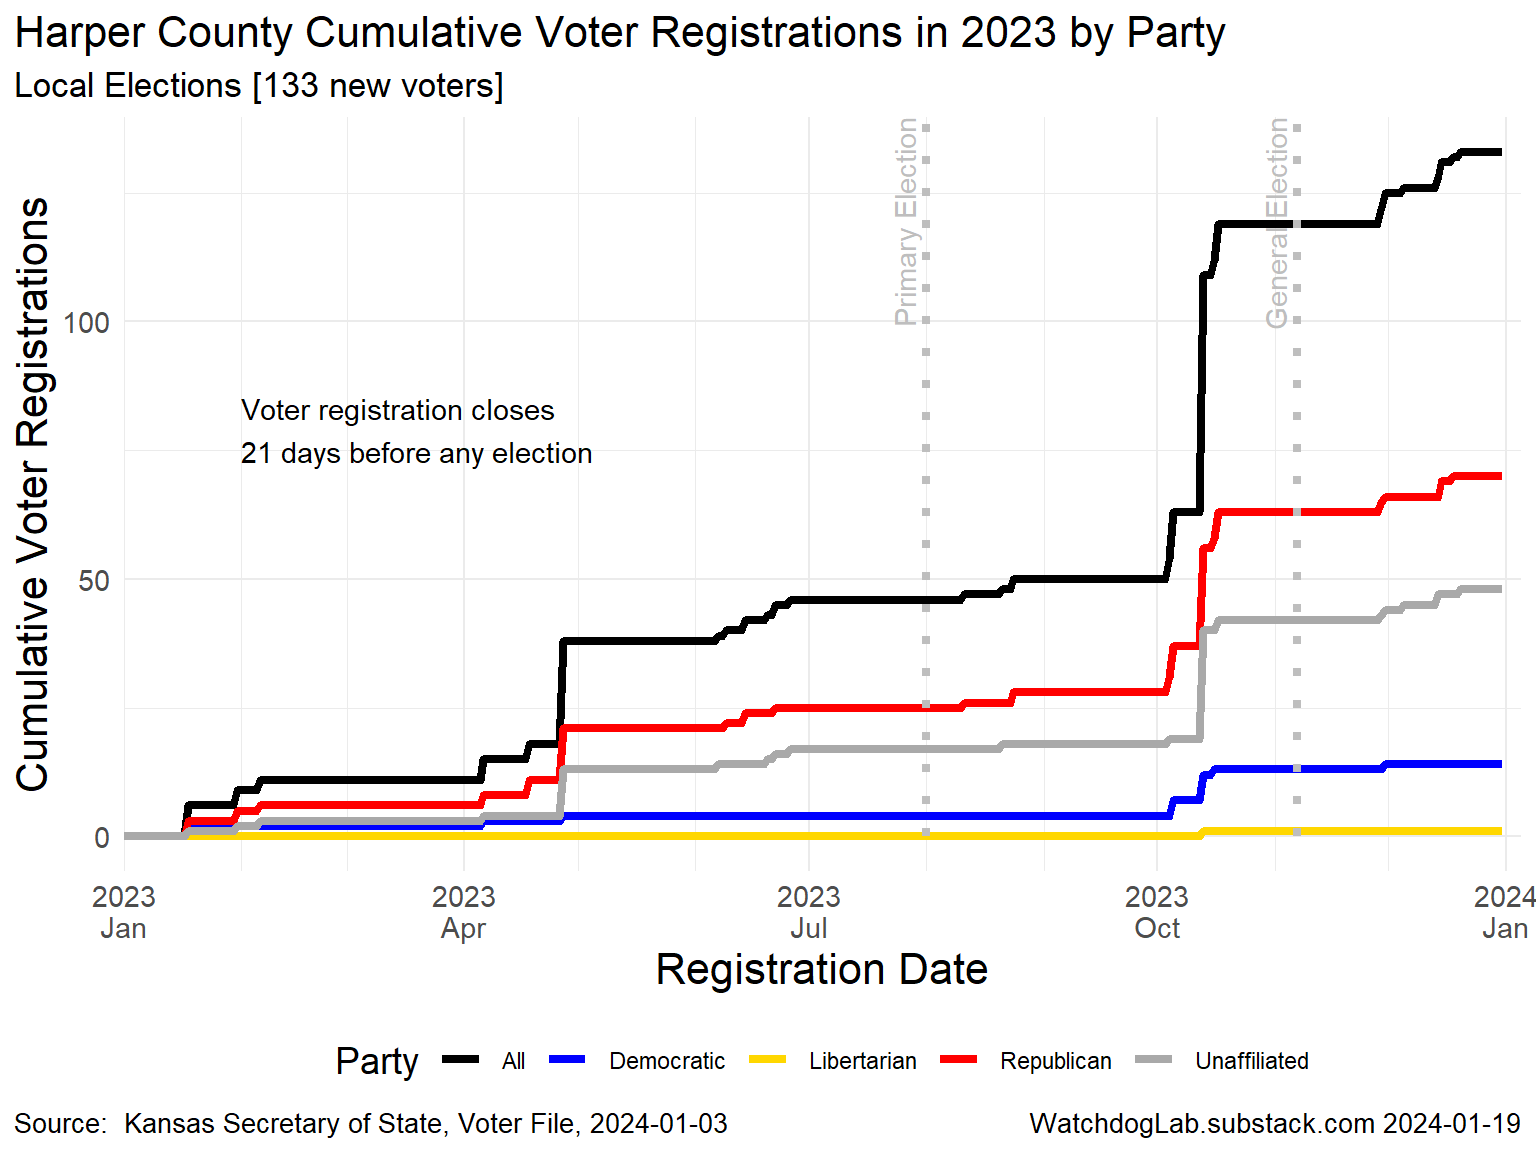 Harper County Cumulative Voter Registrations in 2023 by Party
Local Elections [133 new voters]
Cumulative Voter Registrations
100
50
0
Primary Election
General Election
Voter registration closes
21 days before any election
2023 2023 2023 2023 2024
Jan Apr Jul Oct Jan
Registration Date
Party All Democratic Libertarian Republican Unaffiliated
Source:  Kansas Secretary of State, Voter File, 2024-01-03
WatchdogLab.substack.com 2024-01-19